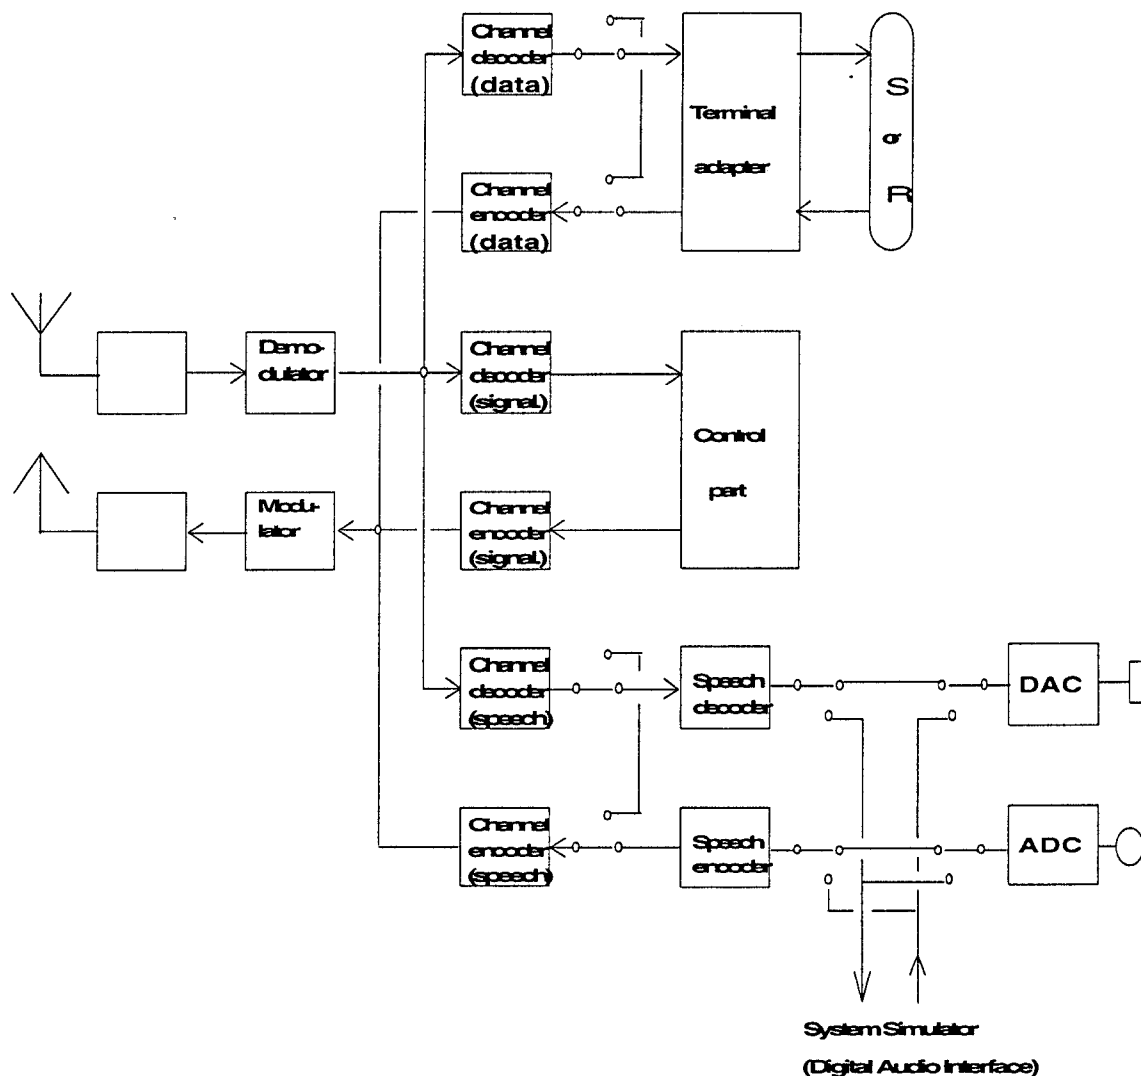 Channel
decoder
(data)
Terminal
adapter
S
or
R
Channel
encoder
(data)
Demo-
dulator
Channel
decoder
(signal.)
Control
part
Modu-
lator
Channel
encoder
(signal.)
Channel
decoder
(speech)
Speech
decoder
DAC
Channel
encoder
(speech)
Speech
encoder
ADC
System Simulator
(Digital Audio Interface)